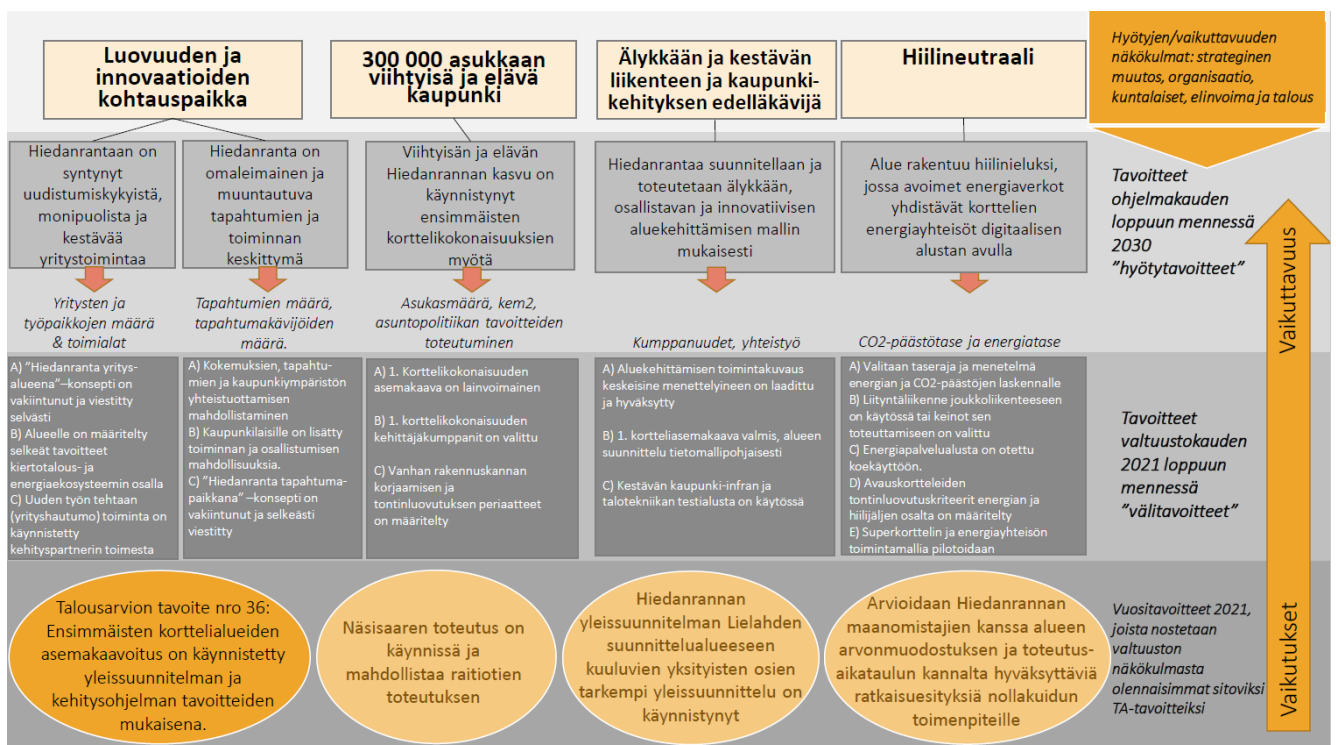 Luovuuden ja
innovaatioiden
kohtauspaikka
300 000 asukkaan
viihtyisä ja elävä
kaupunki
Älykkään ja kestävän
liikenteen ja kaupunki-
kehityksen edelläkävijä
Hiilineutraali
Hyötyjen/vaikuttavuuden
näkökulmat: strateginen
muutos, organisaatio,
kuntalaiset, elinvoima ja talous
Hiedanrantaan on
syntynyt
uudistumiskykyistä,
monipuolista ja
kestävää
yritystoimintaa
Hiedanranta on
omaleimainen ja
muuntautuva
tapahtumien ja
toiminnan
keskittymä
Viihtyisän ja elävän
Hiedanrannan kasvu on
käynnistynyt
ensimmäisten
korttelikokonaisuuksien
myötä
Hiedanrantaa suunnitellaan ja
toteutetaan älykkään,
osallistavan ja innovatiivisen
aluekehittämisen mallin
mukaisesti
Alue rakentuu hiilinieluksi,
jossa avoimet energiaverkot
yhdistävät korttelien
energiayhteisöt digitaalisen
alustan avulla
Tavoitteet
ohjelmakauden
loppuun mennessä
2030
"hyötytavoitteet"
Yritysten ja
työpaikkojen määrä
& toimialat
Tapahtumien määrä,
tapahtumakävijöiden
määrä.
Asukasmäärä, kem2,
asuntopolitiikan tavoitteiden
toteutuminen
Kumppanuudet, yhteistyö
CO2-päästötase ja energiatase
Vaikuttavuus
A) "Hiedanranta yritys-
alueena"–konsepti on
vakiintunut ja viestitty
selvästi
B) Alueelle on määritelty
selkeät tavoitteet
kiertotalous- ja
energiaekosysteemin osalla
C) Uuden työn tehtaan
(yrityshautumo) toiminta on
käynnistetty
kehityspartnerin toimesta
A) Kokemuksien, tapahtu-
mien ja kaupunkiympäristön
yhteistuottamisen
mahdollistaminen
B) Kaupunkilaisille on lisätty
toiminnan ja osallistumisen
mahdollisuuksia.
C) "Hiedanranta tapahtuma-
paikkana" –konsepti on
vakiintunut ja selkeästi
viestitty
A) 1. Korttelikokonaisuuden
asemakaava on lainvoimainen
B) 1. korttelikokonaisuuden
kehittäjäkumppanit on valittu
C) Vanhan rakennuskannan
korjaamisen ja
tontinluovutuksen periaatteet
on määritelty
A) Aluekehittämisen toimintakuvaus
keskeisine menettelyineen on laadittu
ja hyväksytty
B) 1. kortteliasemakaava valmis, alueen
suunnittelu tietomallipohjaisesti
C) Kestävän kaupunki-infran ja
talotekniikan testialusta on käytössä
A) Valitaan taseraja ja menetelmä
energian ja CO2-päästöjen laskennalle
B) Liityntäliikenne joukkoliikenteeseen
on käytössä tai keinot sen
toteuttamiseen on valittu
C) Energiapalvelualusta on otettu
koekäyttöön.
D) Avauskortteleiden
tontinluovutuskriteerit energian ja
hiilijäljen osalta on määritelty
E) Superkorttelin ja energiayhteisön
toimintamallia pilotoidaan
Tavoitteet
valtuustokauden
2021 loppuun
mennessä
"välitavoitteet"
Talousarvion tavoite nro 36:
Ensimmäisten korttelialueiden
asemakaavoitus on käynnistetty
yleissuunnitelman ja
kehitysohjelman tavoitteiden
mukaisena.
Näsisaaren toteutus on
käynnissä ja
mahdollistaa raitiotien
toteutuksen
Hiedanrannan
yleissuunnitelman Lielahden
suunnittelualueeseen
kuuluvien yksityisten osien
tarkempi yleissuunnittelu on
käynnistynyt
Arvioidaan Hiedanrannan
maanomistajien kanssa alueen
arvonmuodostuksen ja toteutus-
aikataulun kannalta hyväksyttäviä
ratkaisuesityksiä nollakuidun
toimenpiteille
Vuositavoitteet 2021,
joista nostetaan
valtuuston
näkökulmasta
olennaisimmat sitoviksi
TA-tavoitteiksi
Vaikutukset